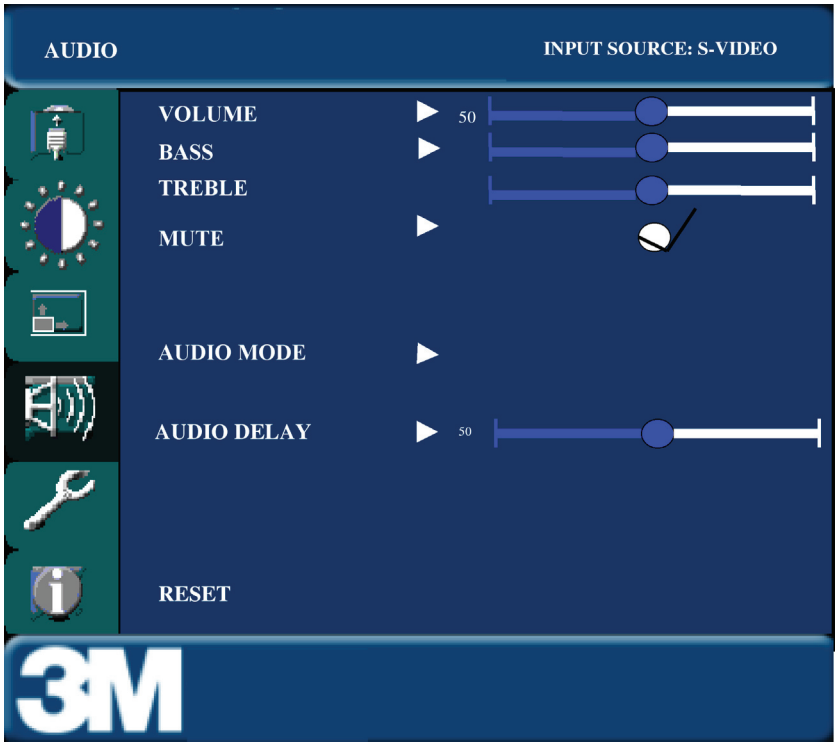 AUDIO
INPUT SOURCE: S-VIDEO
VOLUME 50
BASS
TREBLE
MUTE
AUDIO MODE
AUDIO DELAY 50
RESET
3M